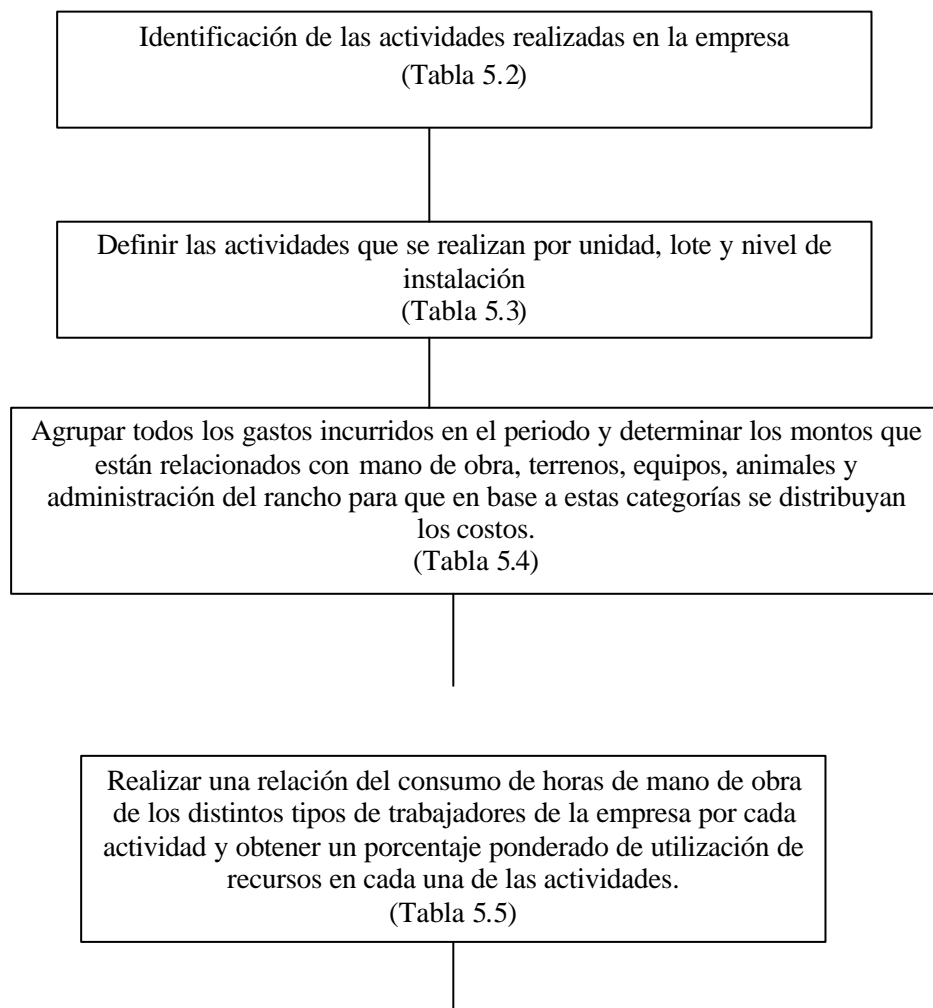 Identificación de las actividades realizadas en la empresa
(Tabla 5.2)
Definir las actividades que se realizan por unidad, lote y nivel de
instalación
(Tabla 5.3)
Agrupar todos los gastos incurridos en el periodo y determinar los montos que
están relacionados con mano de obra, terrenos, equipos, animales y
administración del rancho para que en base a estas categorías se distribuyan
los costos.
(Tabla 5.4)
Realizar una relación del consumo de horas de mano de obra
de los distintos tipos de trabajadores de la empresa por cada
actividad y obtener un porcentaje ponderado de utilización de
recursos en cada una de las actividades.
(Tabla 5.5)